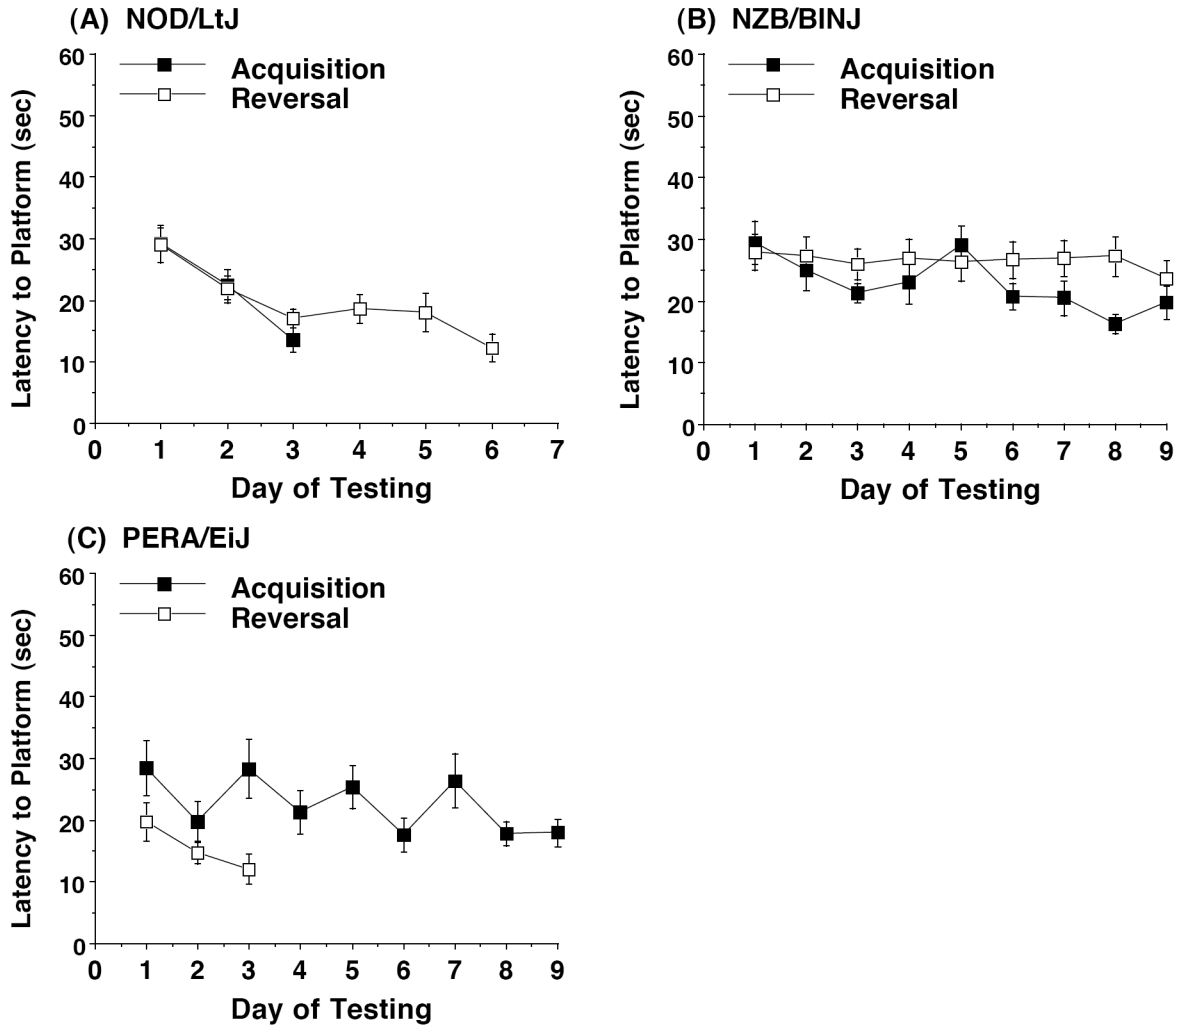 (A) NOD/LtJ
Acquisition
Reversal
Latency to Platform (sec)
60
50
40
30
20
10
0
0 1 2 3 4 5 6 7
Day of Testing
(B) NZB/BINJ
Acquisition
Reversal
Latency to Platform (sec)
60
50
40
30
20
10
0
0 1 2 3 4 5 6 7 8 9
Day of Testing
(C) PERA/EiJ
Acquisition
Reversal
Latency to Platform (sec)
60
50
40
30
20
10
0
0 1 2 3 4 5 6 7 8 9
Day of Testing